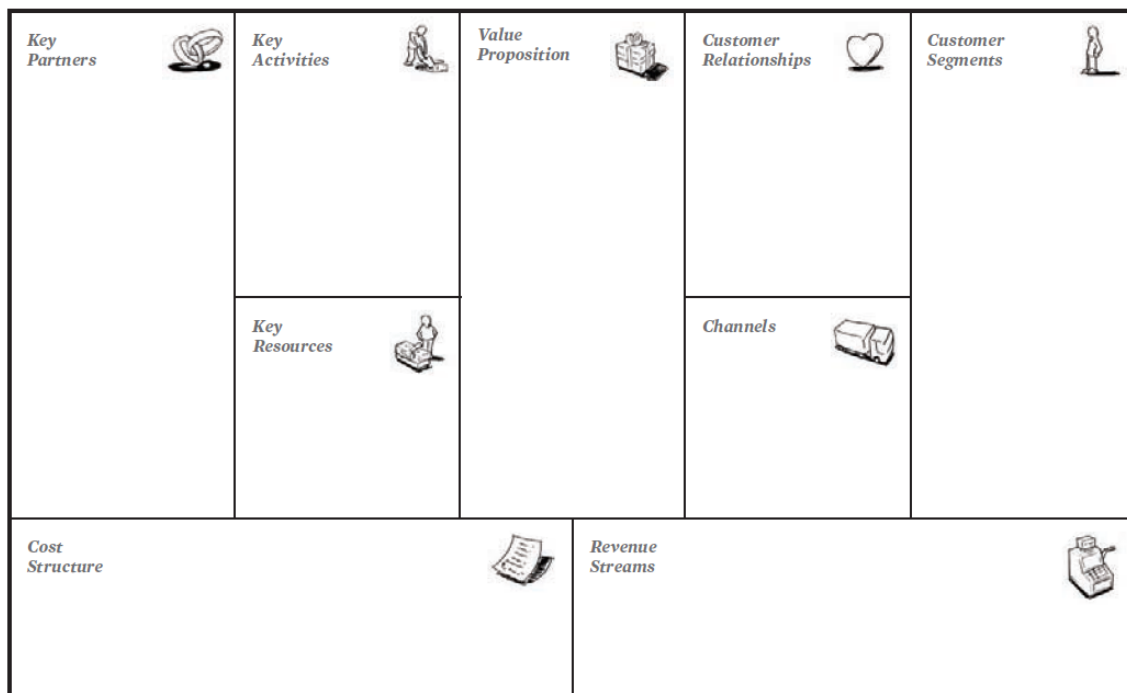 Key
Partners
Key
Activities
Value
Proposition
Customer
Relationships
Customer
Segments
Key
Resources
Channels
Cost
Structure
Revenue
Streams